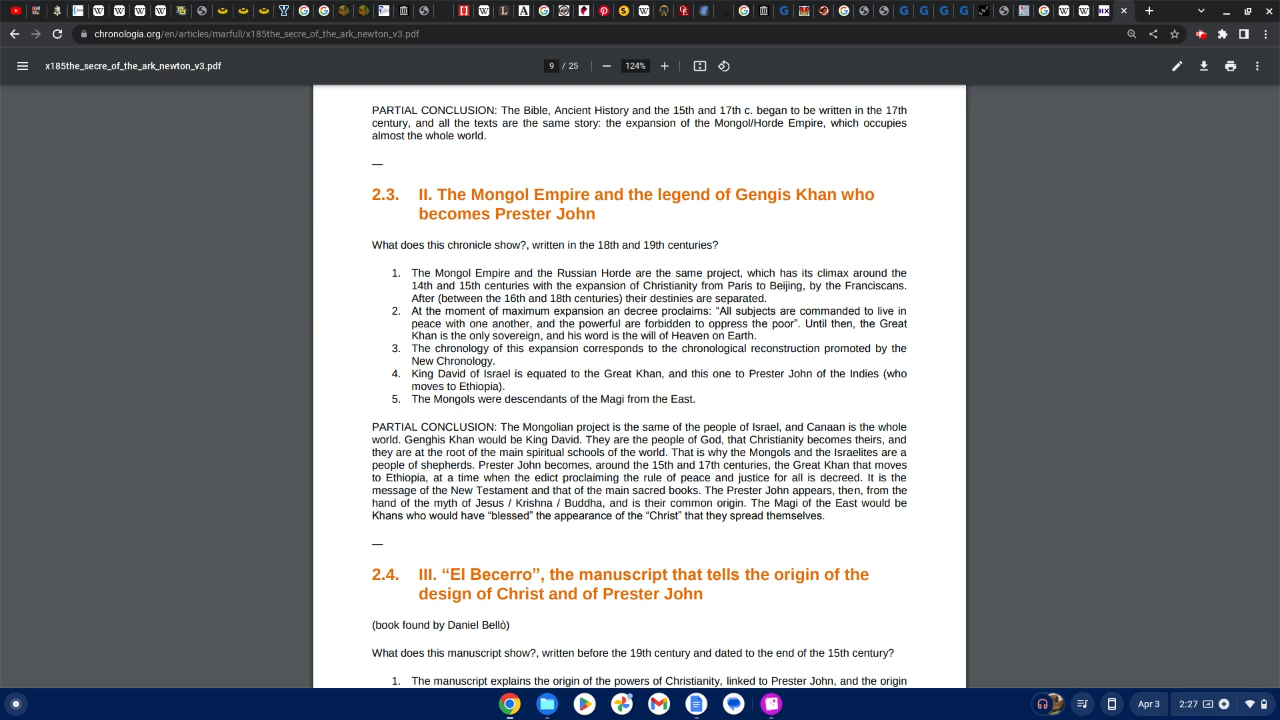 chronologia.org/en/articles/marfull/x185the_secre_of_the_ark_newton_v3.pdf
x185the_secre_of_the_ark_newton_v3.pdf
9 / 25
124%
PARTIAL CONCLUSION: The Bible, Ancient History and the 15th and 17th c. began to be written in the 17th
century, and all the texts are the same story: the expansion of the Mongol/Horde Empire, which occupies
almost the whole world.
—
2.3. II. The Mongol Empire and the legend of Gengis Khan who
becomes Prester John
What does this chronicle show?, written in the 18th and 19th centuries?
1. The Mongol Empire and the Russian Horde are the same project, which has its climax around the
14th and 15th centuries with the expansion of Christianity from Paris to Beijing, by the Franciscans.
After (between the 16th and 18th centuries) their destinies are separated.
2. At the moment of maximum expansion an decree proclaims: “All subjects are commanded to live in
peace with one another, and the powerful are forbidden to oppress the poor”. Until then, the Great
Khan is the only sovereign, and his word is the will of Heaven on Earth.
3. The chronology of this expansion corresponds to the chronological reconstruction promoted by the
New Chronology.
4. King David of Israel is equated to the Great Khan, and this one to Prester John of the Indies (who
moves to Ethiopia).
5. The Mongols were descendants of the Magi from the East.
PARTIAL CONCLUSION: The Mongolian project is the same of the people of Israel, and Canaan is the whole
world. Genghis Khan would be King David. They are the people of God, that Christianity becomes theirs, and
they are at the root of the main spiritual schools of the world. That is why the Mongols and the Israelites are a
people of shepherds. Prester John becomes, around the 15th and 17th centuries, the Great Khan that moves
to Ethiopia, at a time when the edict proclaiming the rule of peace and justice for all is decreed. It is the
message of the New Testament and that of the main sacred books. The Prester John appears, then, from the
hand of the myth of Jesus / Krishna / Buddha, and is their common origin. The Magi of the East would be
Khans who would have “blessed” the appearance of the “Christ” that they spread themselves.
—
2.4. III. “El Becerro”, the manuscript that tells the origin of the
design of Christ and of Prester John
(book found by Daniel Bellò)
What does this manuscript show?, written before the 19th century and dated to the end of the 15th century?
1. The manuscript explains the origin of the powers of Christianity, linked to Prester John, and the origin
Apr 3
2:27